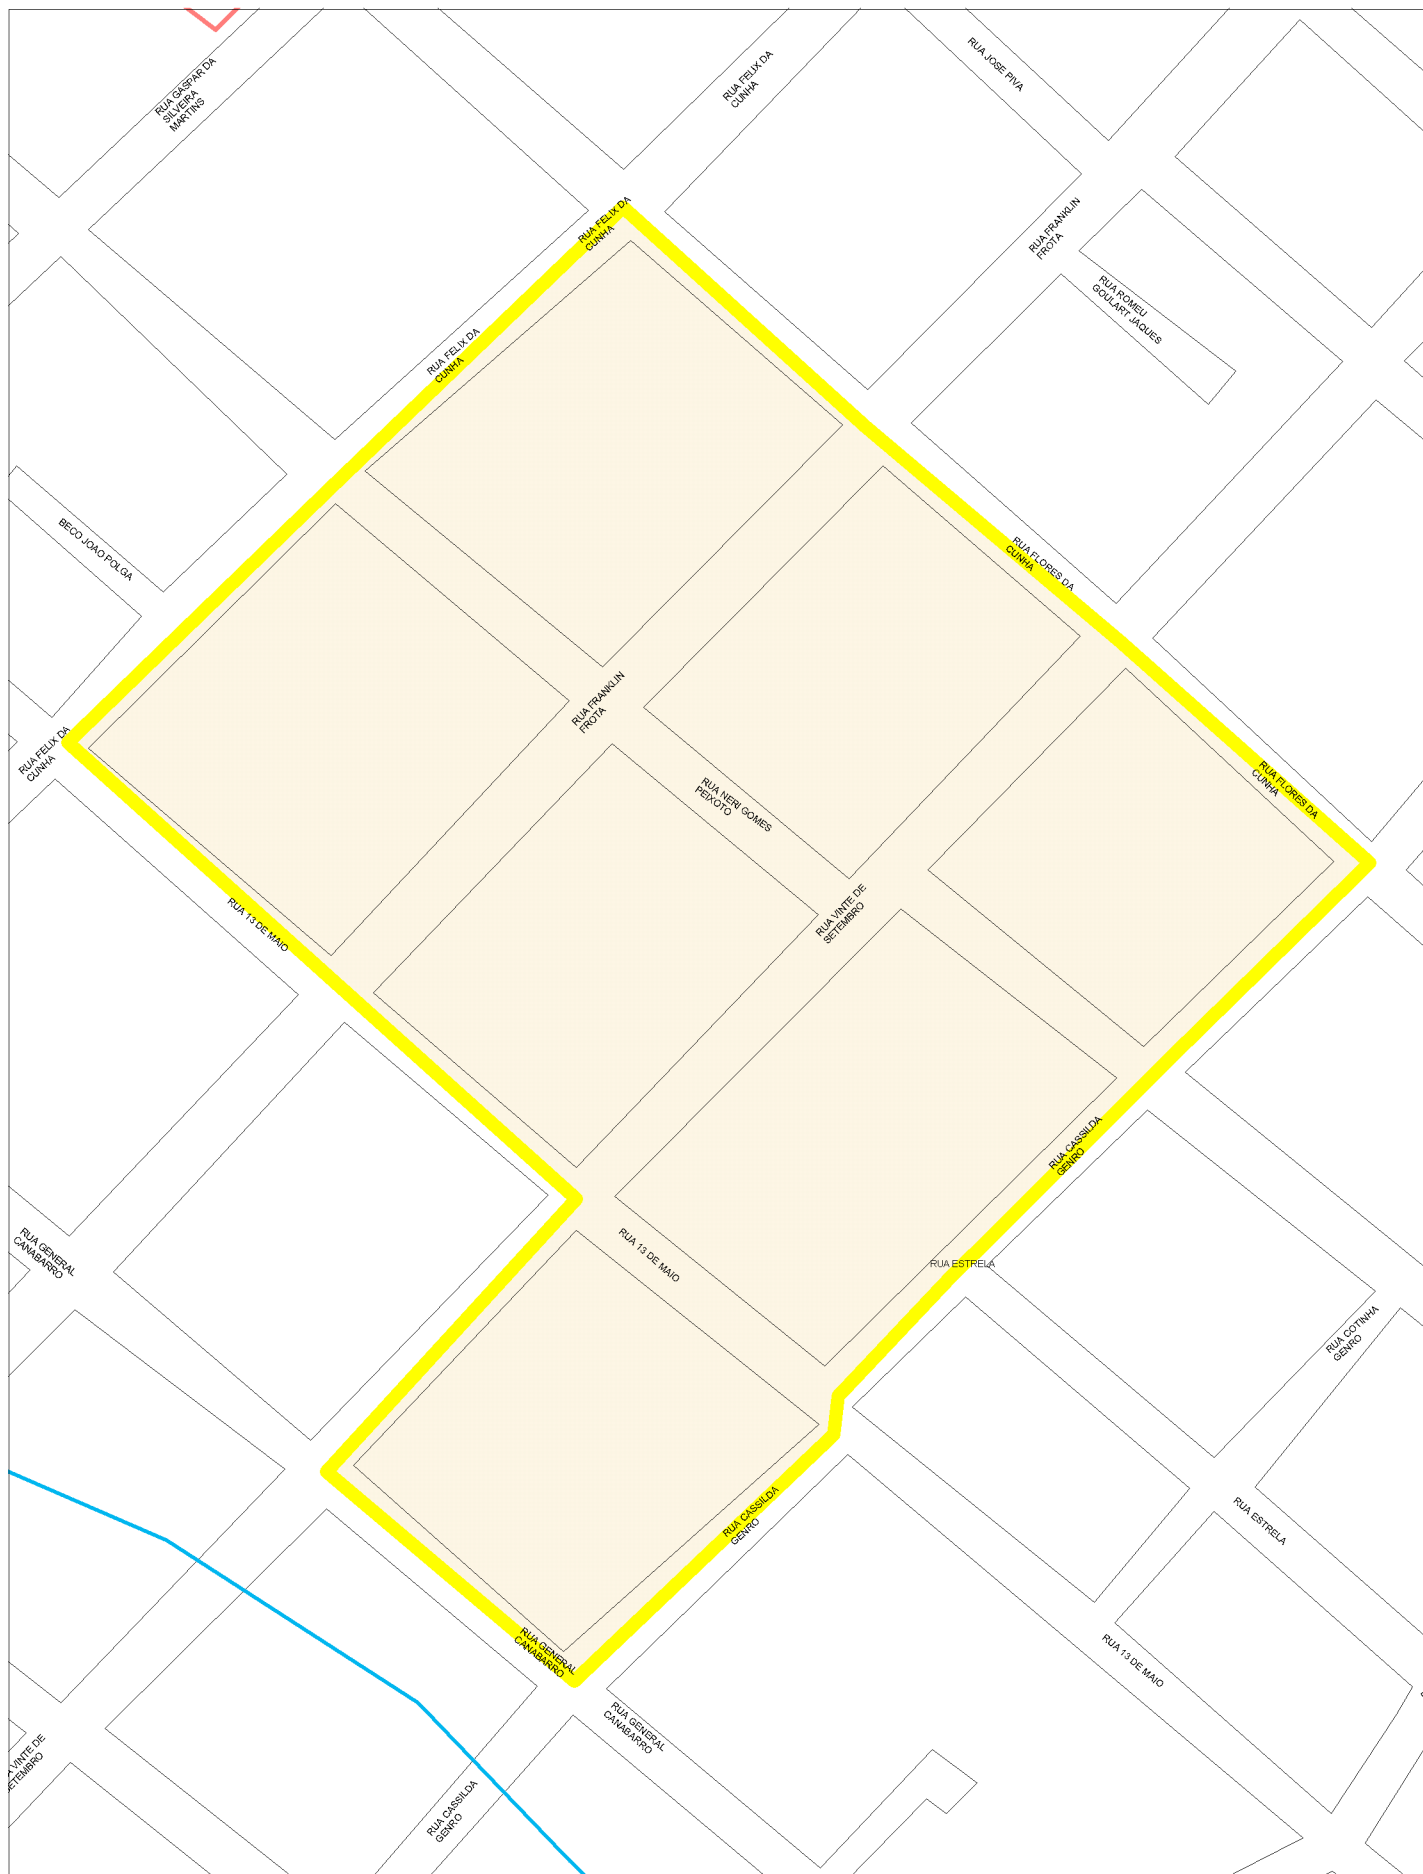 RUA JOSE PIVA
RUA GASPAR DA
SILVEIRA
MARTINS
RUA FELIX DA
CUNHA
RUA FELIX DA
CUNHA
RUA FRANKLIN
FROTA
RUA ROMEU
GOULART JAQUES
RUA FELIX DA
CUNHA
BECO JOAO POLGA
RUA FLORES DA
CUNHA
RUA FRANKLIN
FROTA
RUA FELIX DA
CUNHA
RUA NERI GOMES
PEIXOTO
RUA FLORES DA
CUNHA
RUA VINTE DE
SETEMBRO
RUA 13 DE MAIO
RUA CASSILDA
GENRO
RUA GENERAL
CANABARRO
RUA 13 DE MAIO
RUA ESTRELA
RUA COTINHA
GENRO
RUA CASSILDA
GENRO
RUA ESTRELA
RUA GENERAL
CANABARRO
RUA 13 DE MAIO
RUA GENERAL
CANABARRO
VINTE DE
ETEMBRO
RUA CASSILDA
GENRO